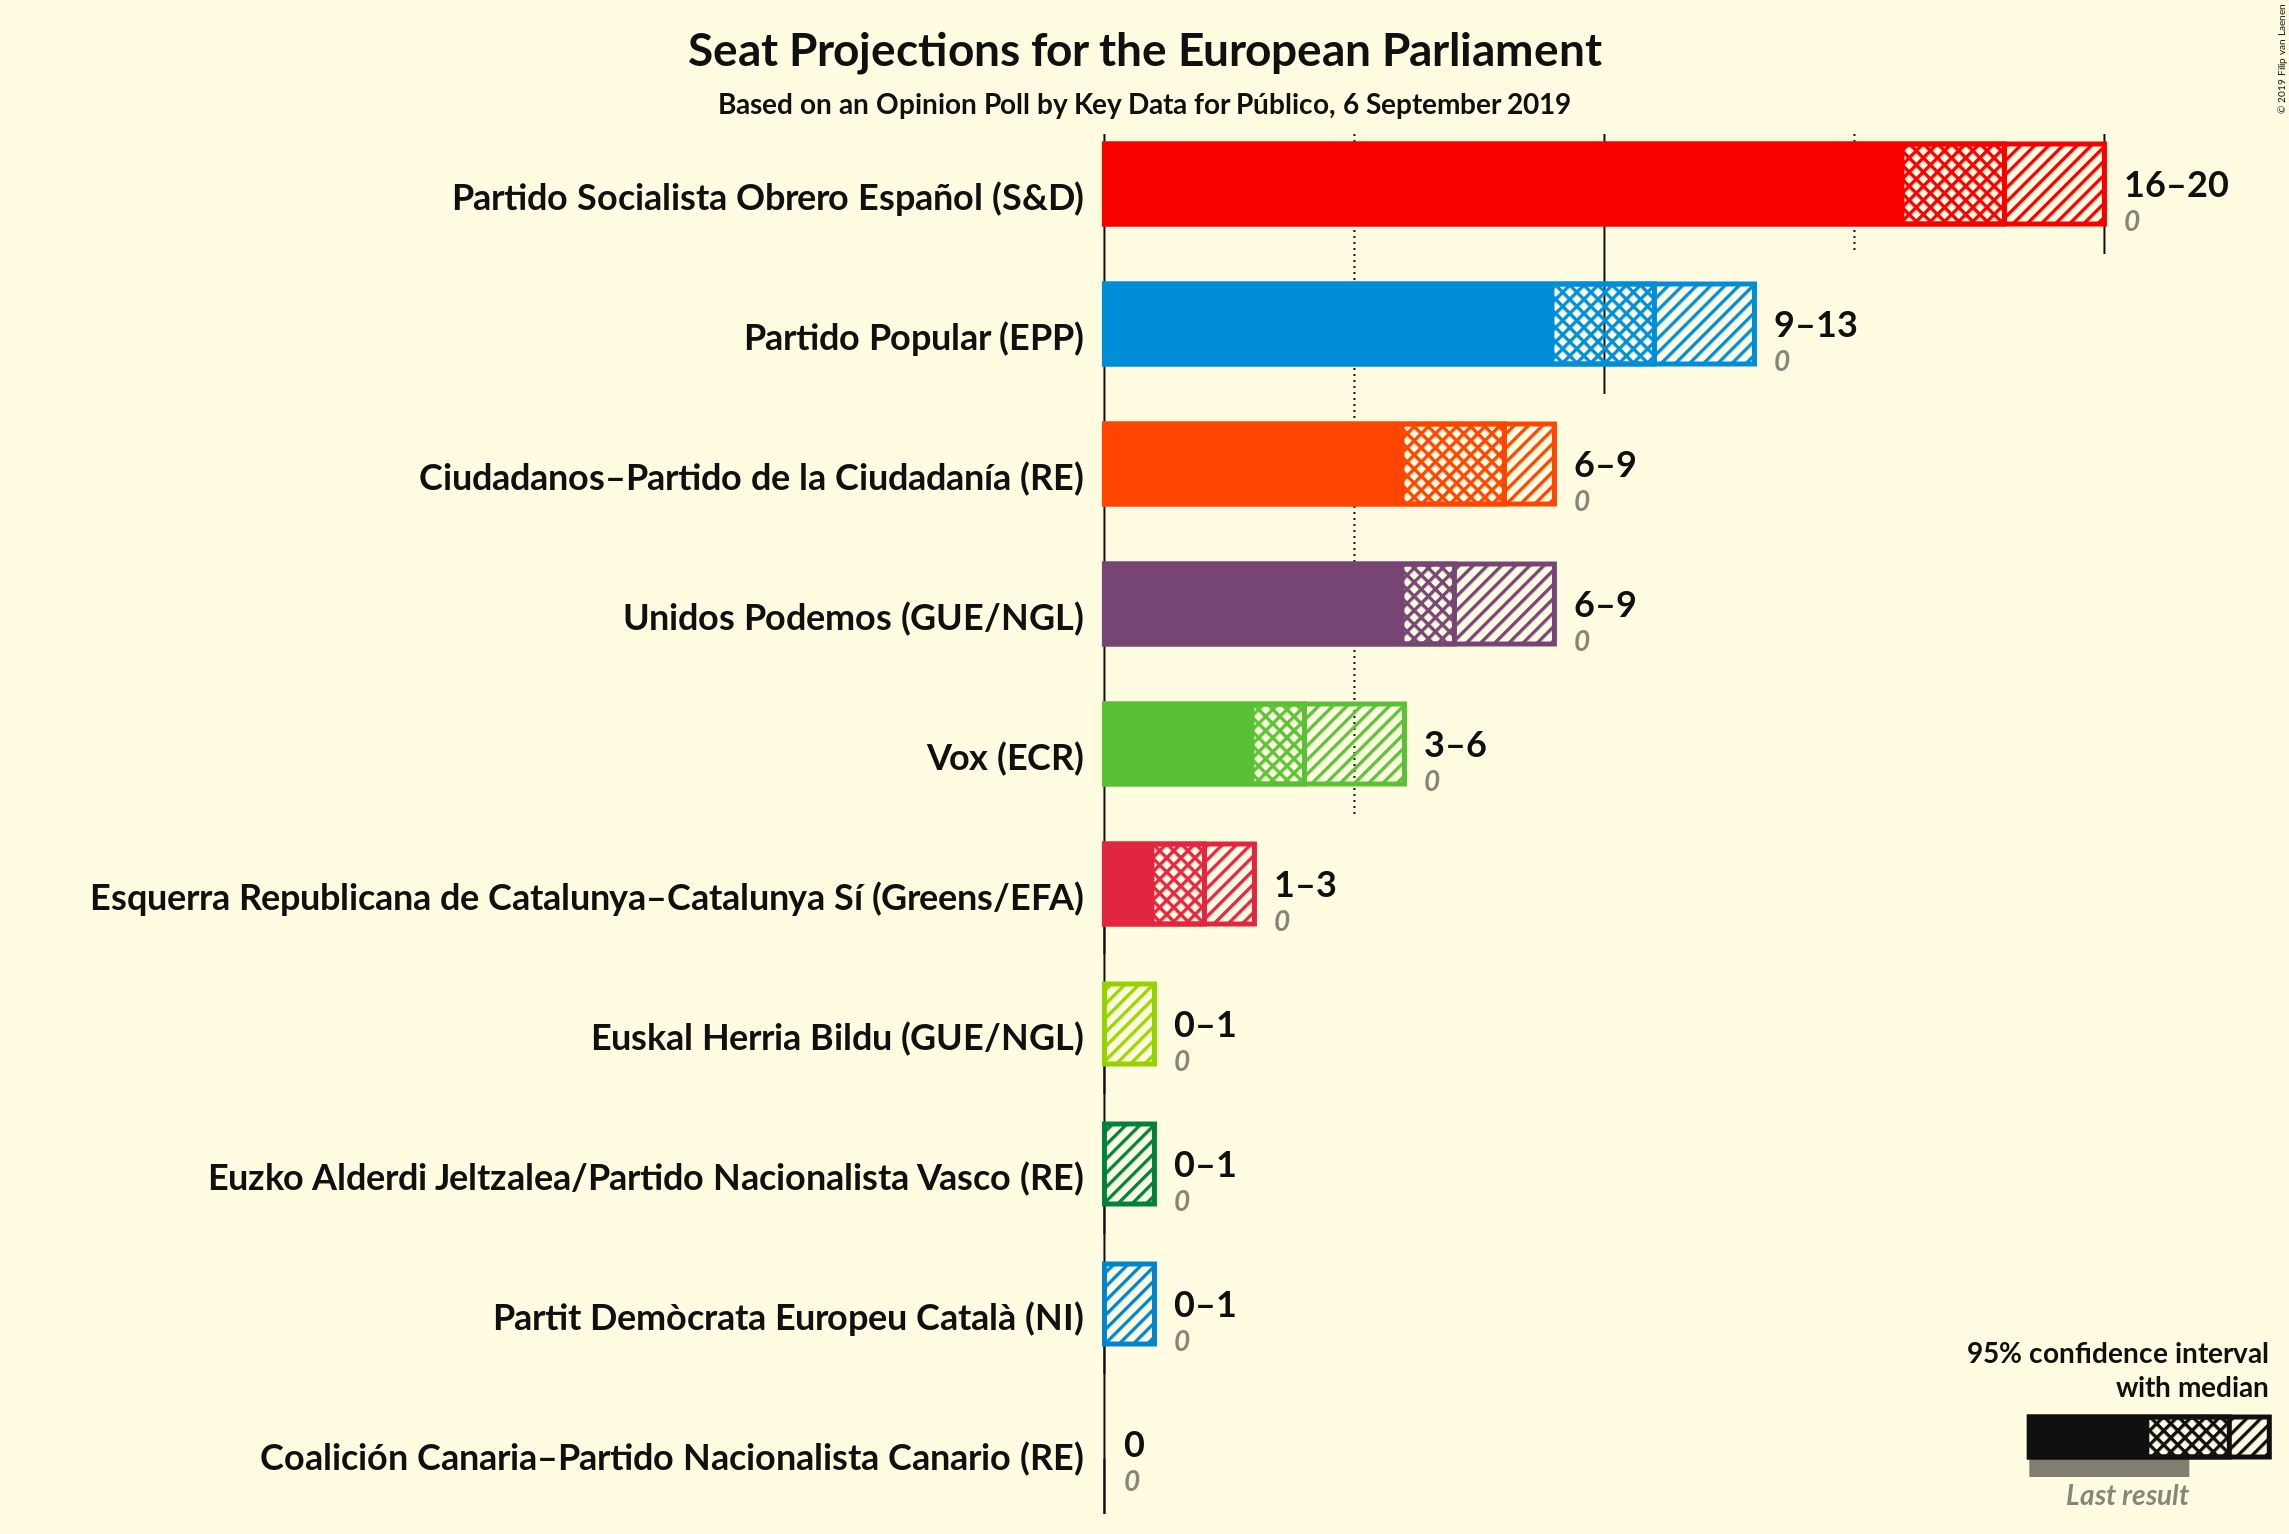 Seat Projections for the European Parliament
Based on an Opinion Poll by Key Data for Público, 6 September 2019
© 2019 Filip van Laenen
Partido Socialista Obrero Español (S&D)
16–20
0
Partido Popular (EPP)
9–13
0
Ciudadanos–Partido de la Ciudadanía (RE)
6–9
0
Unidos Podemos (GUE/NGL)
6–9
0
Vox (ECR)
3–6
0
Esquerra Republicana de Catalunya–Catalunya Sí (Greens/EFA)
1–3
0
Euskal Herria Bildu (GUE/NGL)
0–1
0
Euzko Alderdi Jeltzalea/Partido Nacionalista Vasco (RE)
0–1
0
Partit Demòcrata Europeu Català (NI)
0–1
0
Coalición Canaria–Partido Nacionalista Canario (RE)
0
0
95% confidence interval
with median
Last result